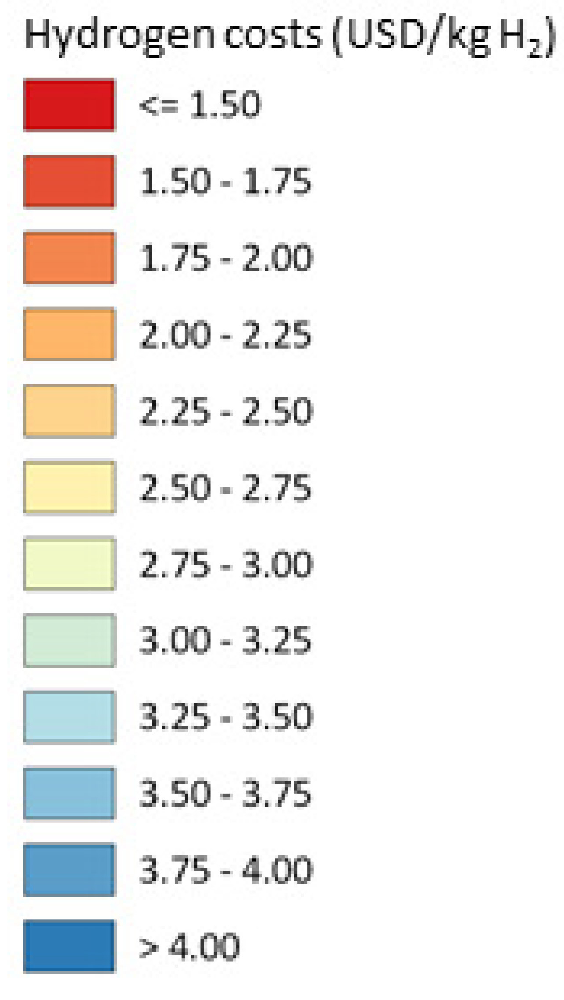 Hydrogen costs (USD/kg H₂)
<= 1.50
1.50 - 1.75
1.75 - 2.00
2.00 - 2.25
2.25 - 2.50
2.50 - 2.75
2.75 - 3.00
3.00 - 3.25
3.25 - 3.50
3.50 - 3.75
3.75 - 4.00
> 4.00